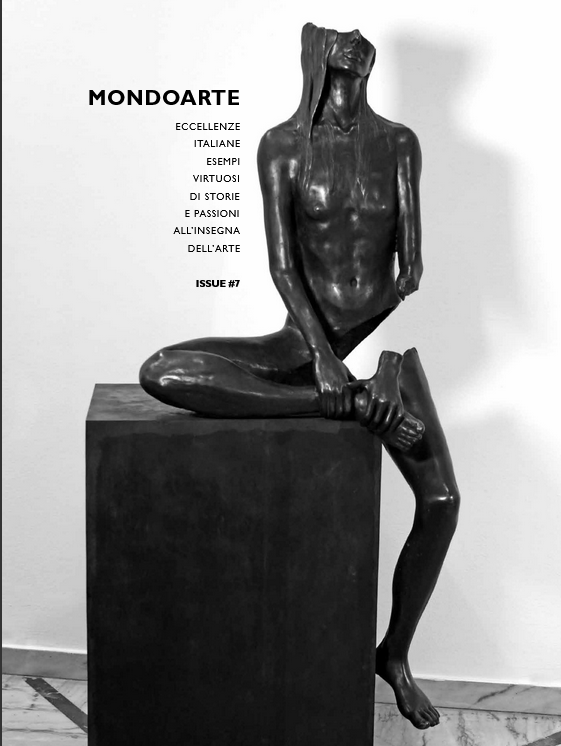 MONDOARTE
ECCELLENZE
ITALIANE
ESEMPI
VIRTUOSI
DI STORIE
E PASSIONI
ALL'INSEGNA
DELL'ARTE
ISSUE #7